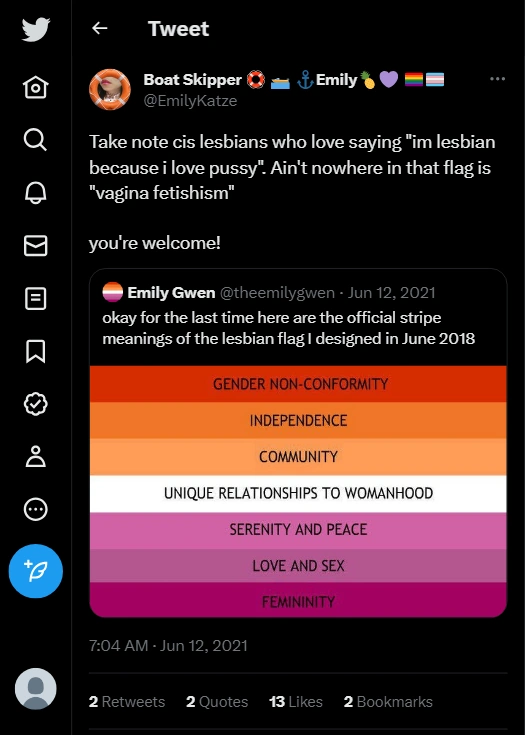 Tweet
Boat Skipper 🛟 🚤 ⚓Emily🍍💜 🏳️‍🌈🏳️‍⚧️
@EmilyKatze
Take note cis lesbians who love saying "im lesbian
because i love pussy". Ain't nowhere in that flag is
"vagina fetishism"
you're welcome!
Emily Gwen @theemilygwen · Jun 12, 2021
okay for the last time here are the official stripe
meanings of the lesbian flag I designed in June 2018
GENDER NON-CONFORMITY
INDEPENDENCE
COMMUNITY
UNIQUE RELATIONSHIPS TO WOMANHOOD
SERENITY AND PEACE
LOVE AND SEX
FEMININITY
7:04 AM · Jun 12, 2021
2 Retweets 2 Quotes 13 Likes 2 Bookmarks